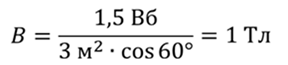 B = 1,5 Вб / 3 м² · cos 60° = 1 Тл